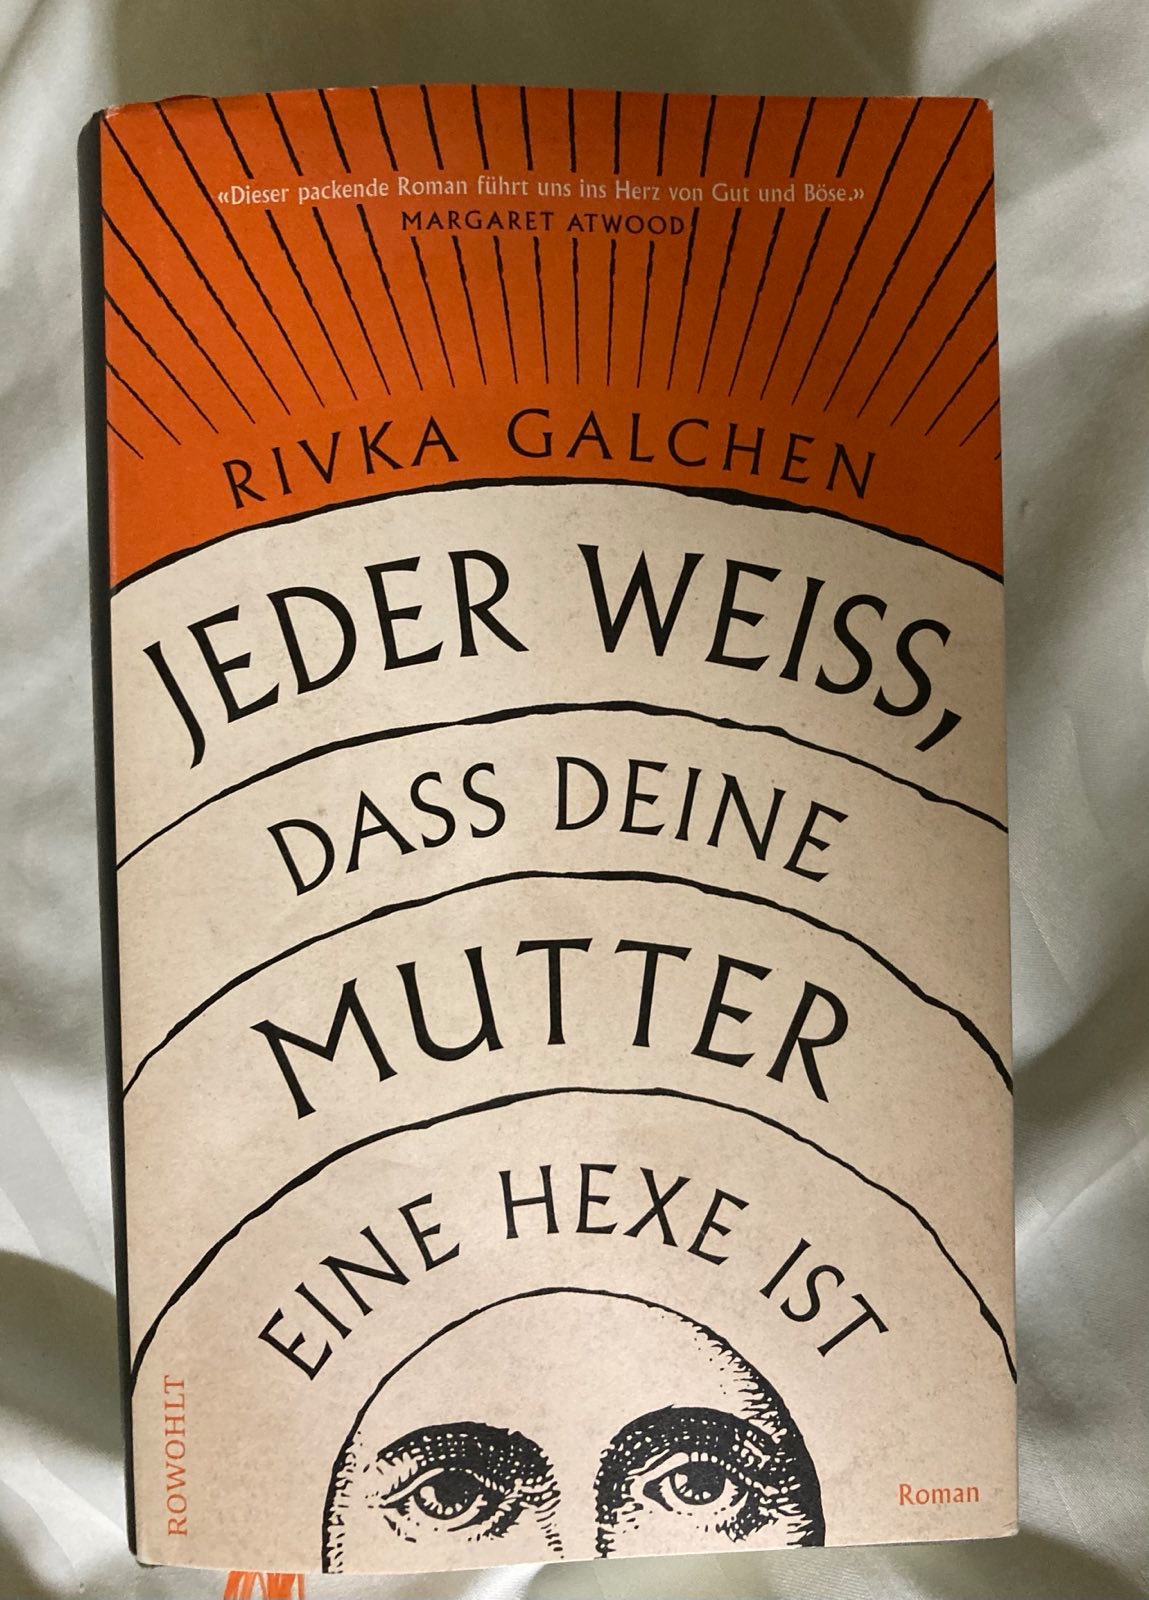 «Dieser packende Roman führt uns ins Herz von Gut und Böse.»
MARGARET ATWOOD
RIVKA GALCHEN
JEDER WEISS,
DASS DEINE
MUTTER
EINE HEXE IST
ROWOHLT
Roman